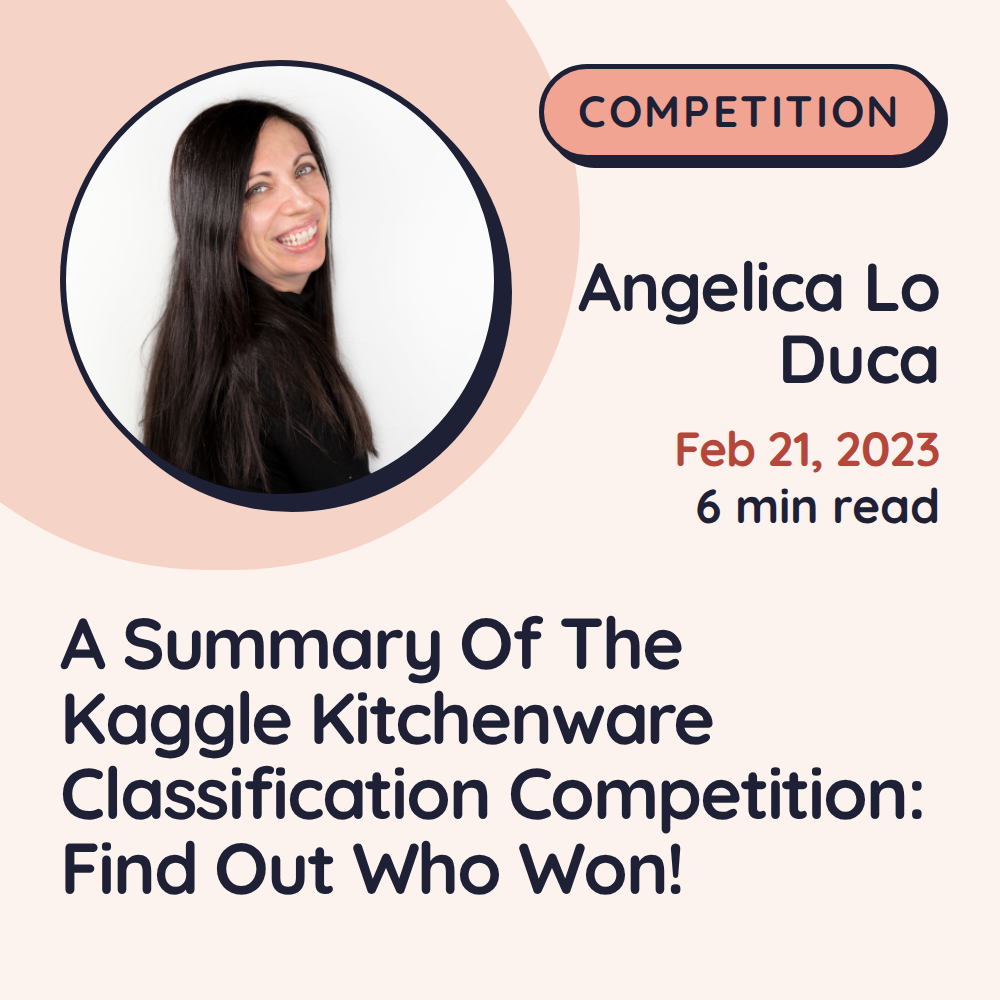 COMPETITION
Angelica Lo
Duca
Feb 21, 2023
6 min read
A Summary Of The
Kaggle Kitchenware
Classification Competition:
Find Out Who Won!